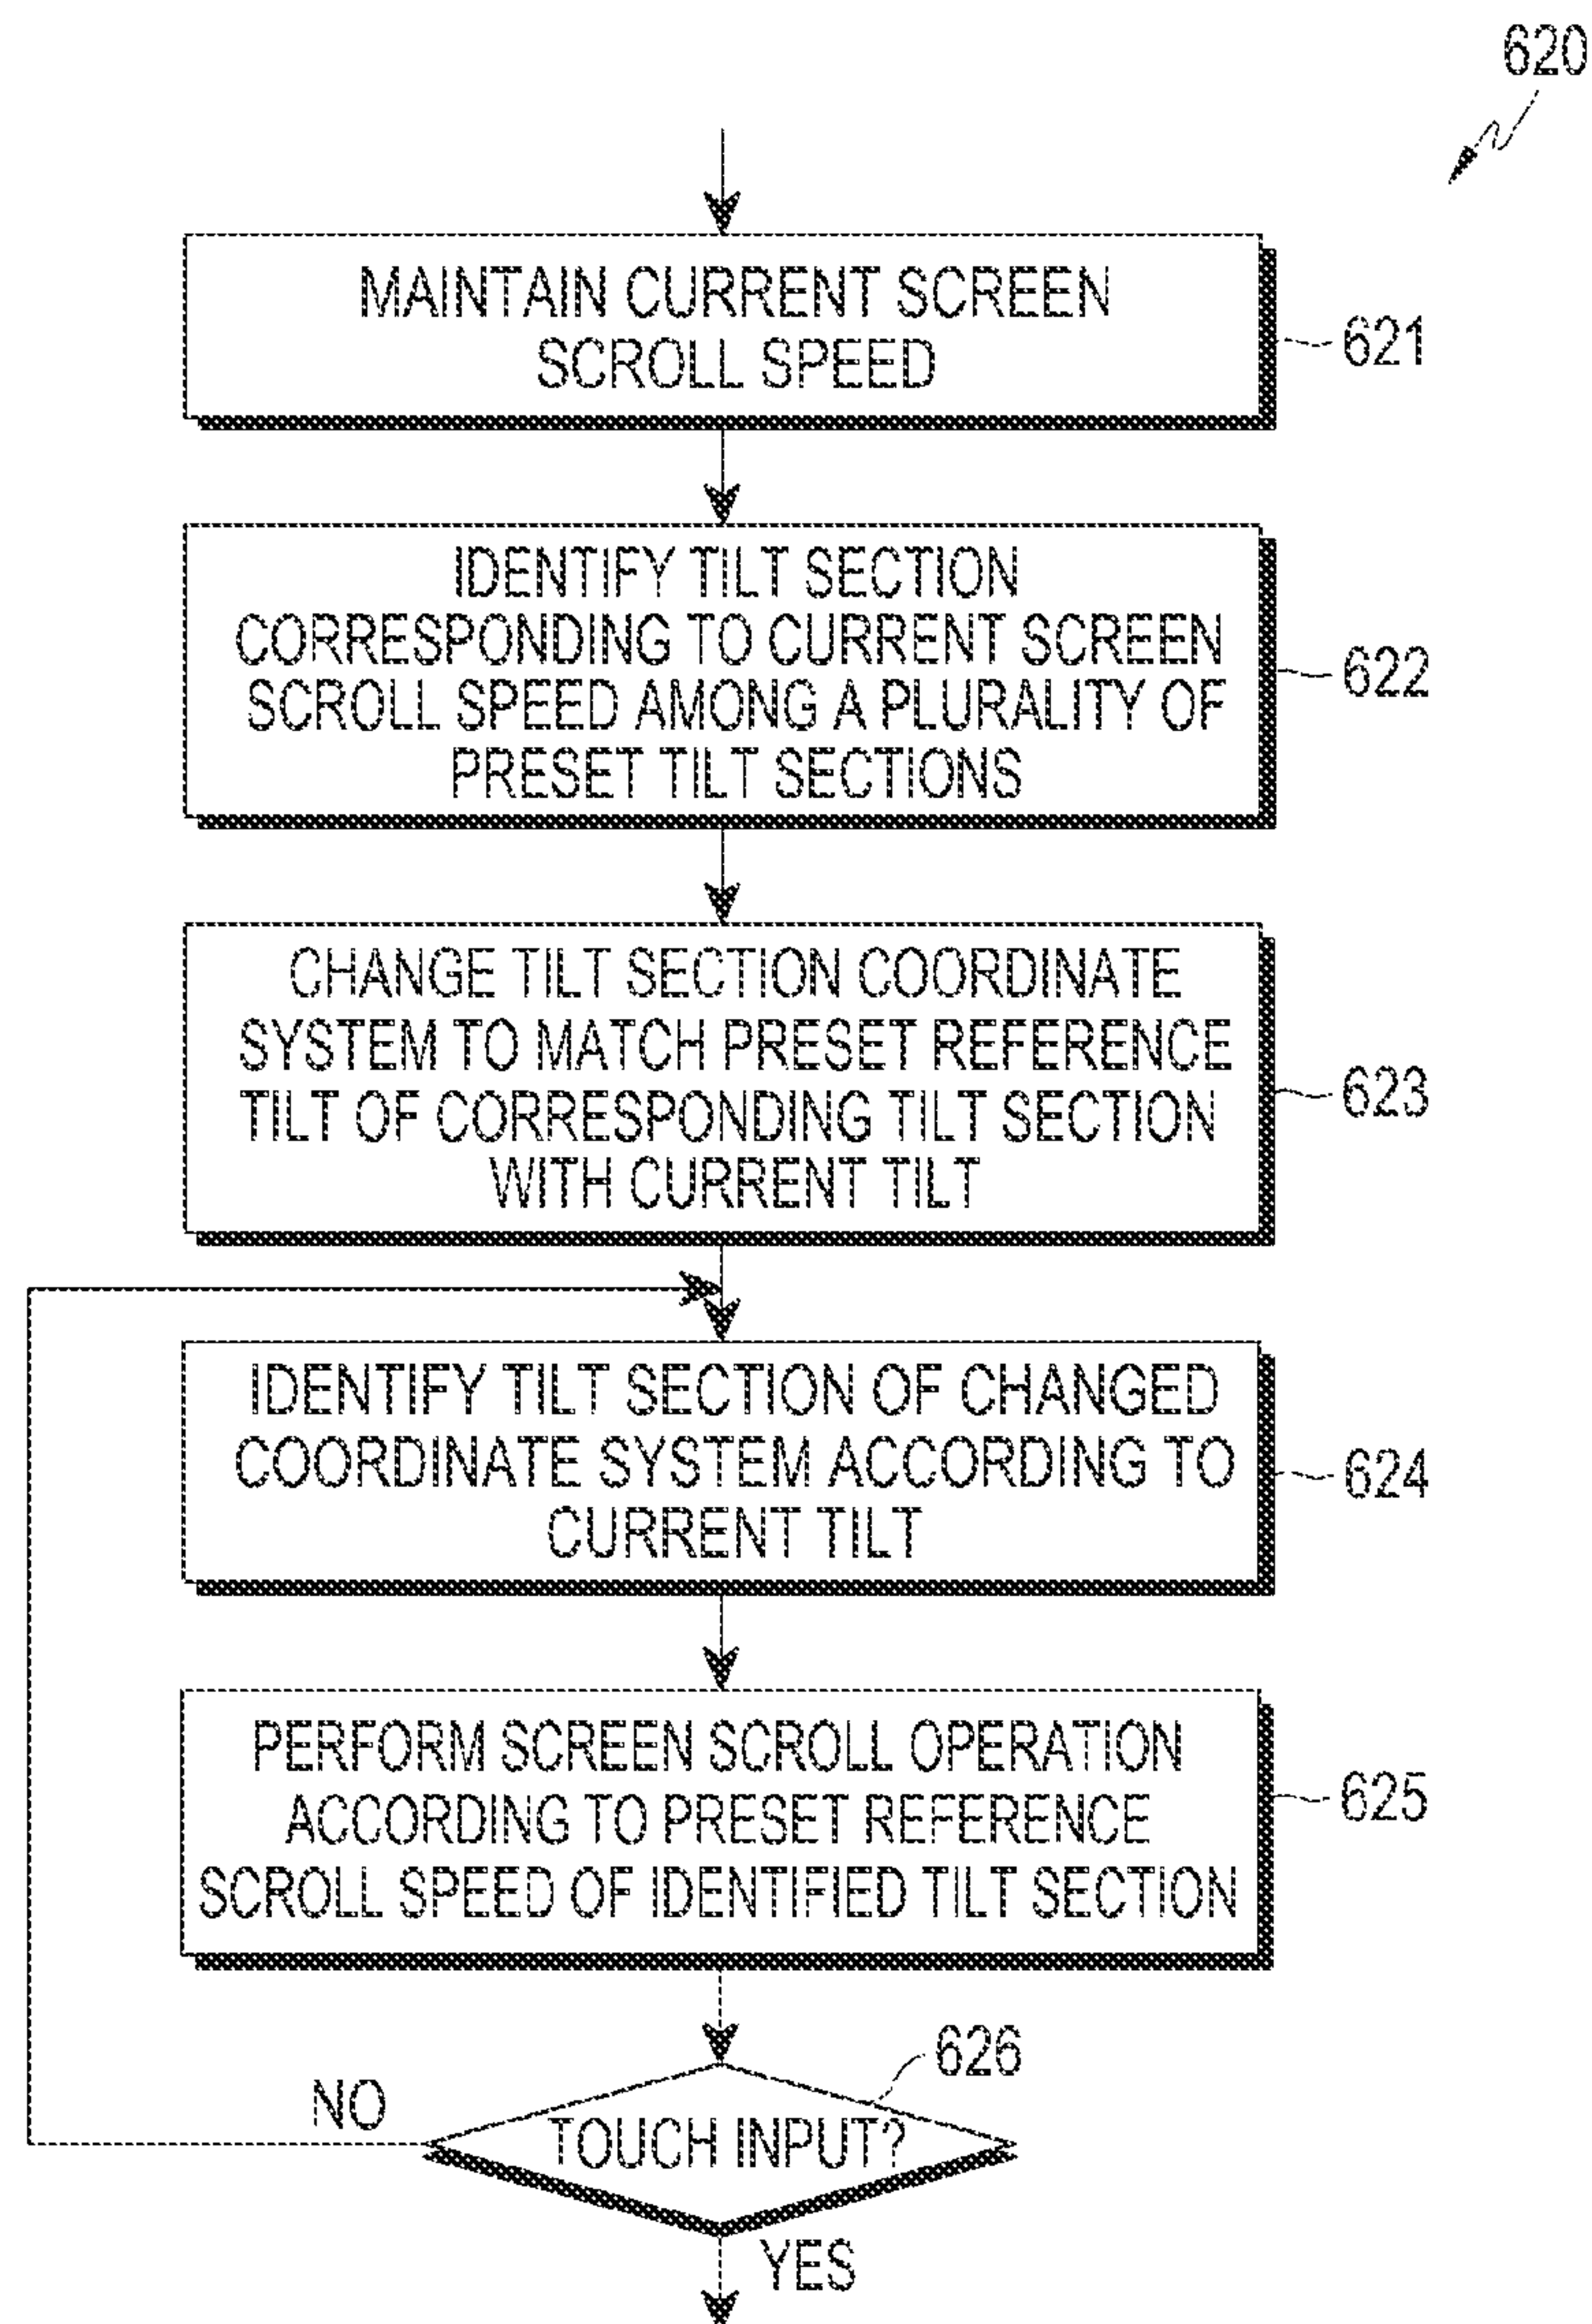 620
MAINTAIN CURRENT SCREEN
SCROLL SPEED
621
IDENTIFY TILT SECTION
CORRESPONDING TO CURRENT SCREEN
SCROLL SPEED AMONG A PLURALITY OF
PRESET TILT SECTIONS
622
CHANGE TILT SECTION COORDINATE
SYSTEM TO MATCH PRESET REFERENCE
TILT OF CORRESPONDING TILT SECTION
WITH CURRENT TILT
623
IDENTIFY TILT SECTION OF CHANGED
COORDINATE SYSTEM ACCORDING TO
CURRENT TILT
624
PERFORM SCREEN SCROLL OPERATION
ACCORDING TO PRESET REFERENCE
SCROLL SPEED OF IDENTIFIED TILT SECTION
625
626
NO
TOUCH INPUT?
YES